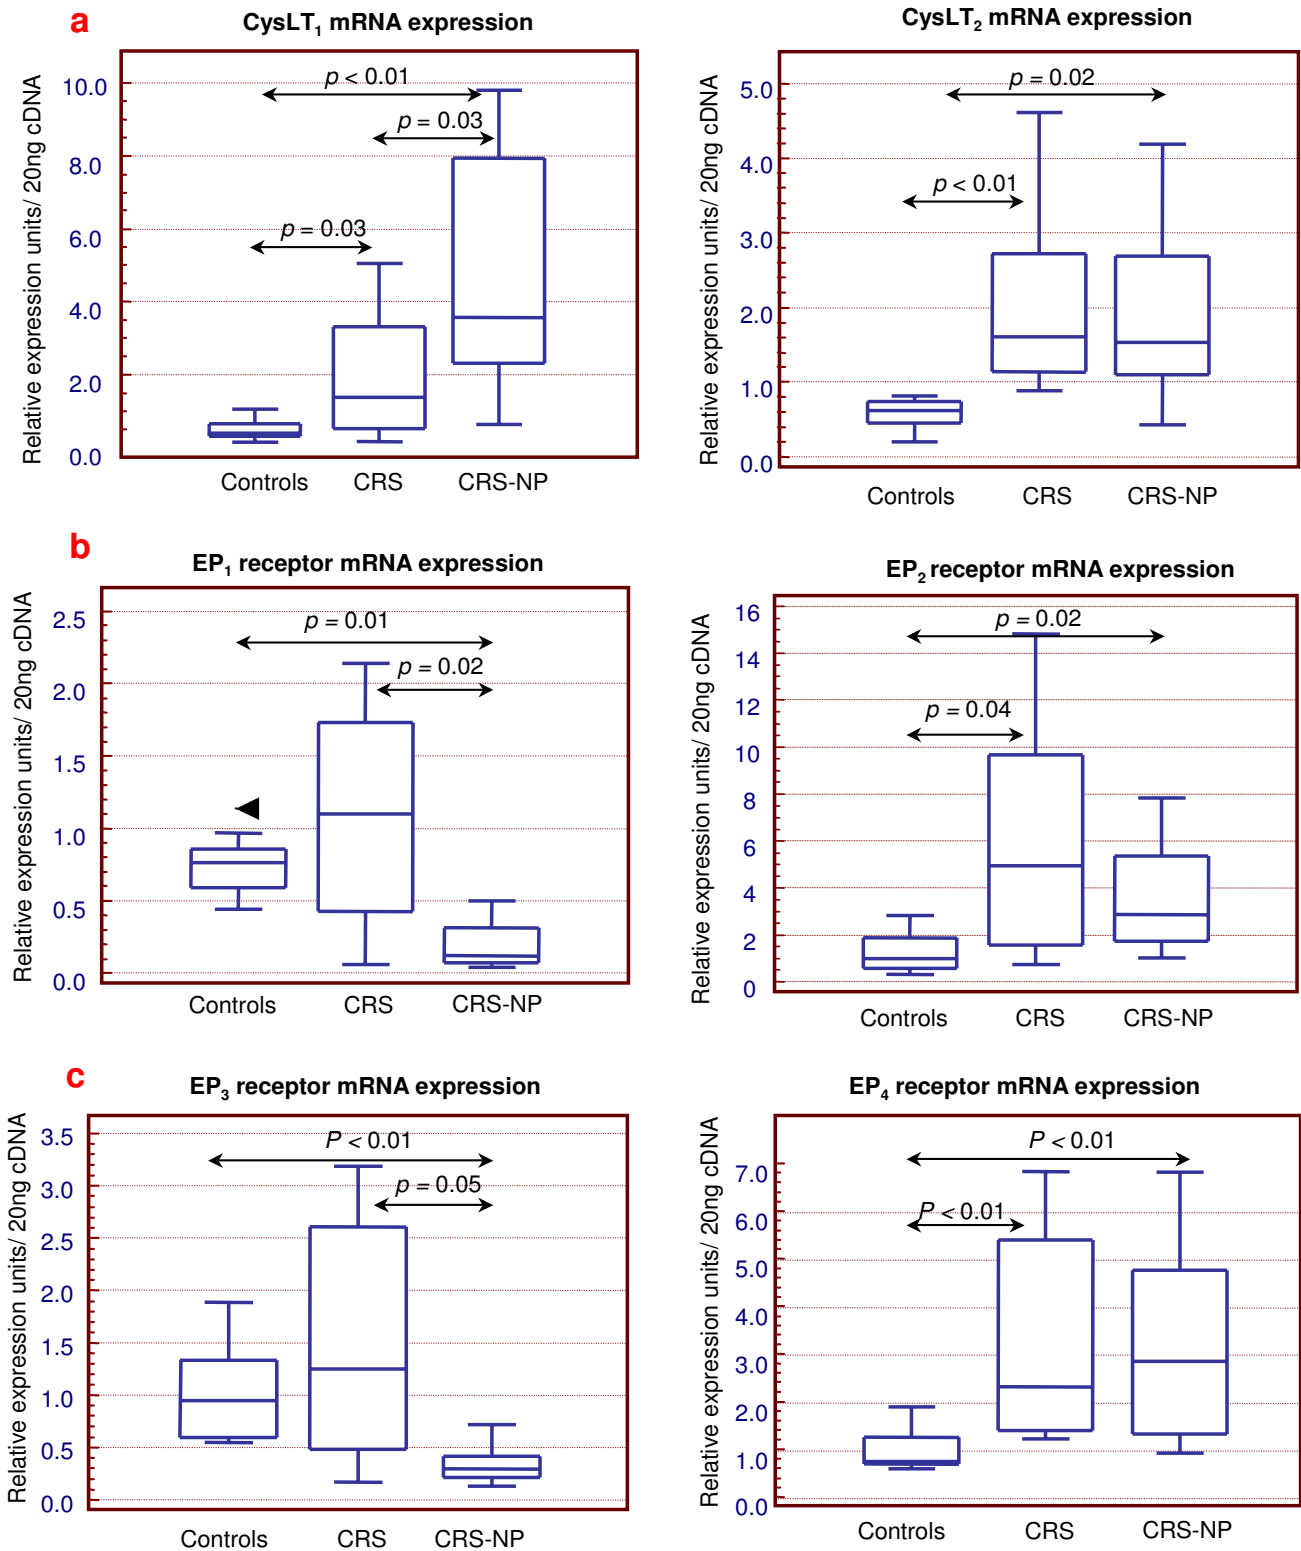 a
CysLT1 mRNA expression
Relative expression units/ 20ng cDNA
10.0
8.0
6.0
4.0
2.0
0.0
p < 0.01
p = 0.03
p = 0.03
Controls CRS CRS-NP
CysLT2 mRNA expression
Relative expression units/ 20ng cDNA
5.0
4.0
3.0
2.0
1.0
0.0
p = 0.02
p < 0.01
Controls CRS CRS-NP
b
EP1 receptor mRNA expression
Relative expression units/ 20ng cDNA
2.5
2.0
1.5
1.0
0.5
0.0
p = 0.01
p = 0.02
Controls CRS CRS-NP
EP2 receptor mRNA expression
Relative expression units/ 20ng cDNA
16
14
12
10
8
6
4
2
0
p = 0.02
p = 0.04
Controls CRS CRS-NP
c
EP3 receptor mRNA expression
Relative expression units/ 20ng cDNA
3.5
3.0
2.5
2.0
1.5
1.0
0.5
0.0
P < 0.01
p = 0.05
Controls CRS CRS-NP
EP4 receptor mRNA expression
Relative expression units/ 20ng cDNA
7.0
6.0
5.0
4.0
3.0
2.0
1.0
0.0
P < 0.01
P < 0.01
Controls CRS CRS-NP